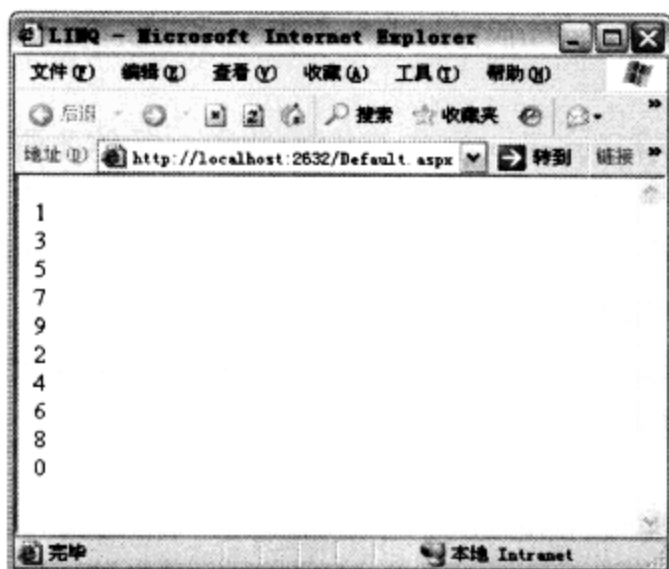 LINQ - Microsoft Internet Explorer
文件(F) 编辑(E) 查看(V) 收藏(A) 工具(T) 帮助(H)
后退 搜索 收藏夹 »
地址(D) http://localhost:2632/Default.aspx 转到 链接 »
1
3
5
7
9
2
4
6
8
0
完毕 本地 Intranet